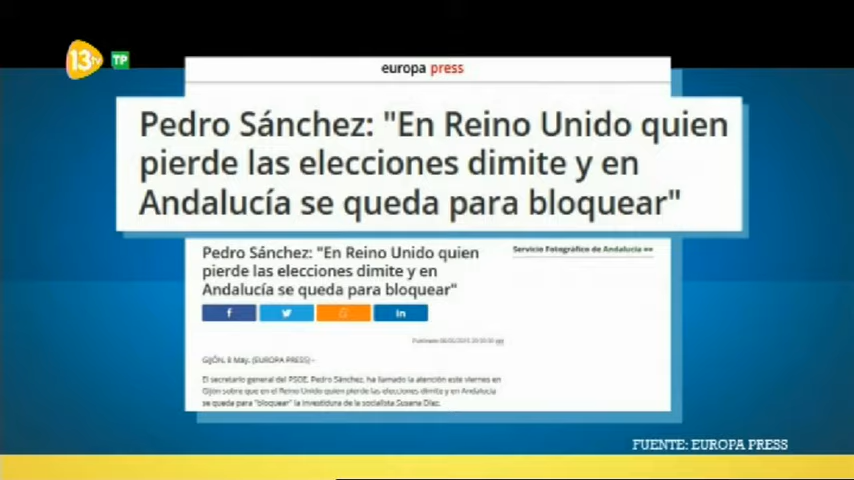 13tv
TP
europa press
Pedro Sánchez: "En Reino Unido quien
pierde las elecciones dimite y en
Andalucía se queda para bloquear"
Pedro Sánchez: "En Reino Unido quien
pierde las elecciones dimite y en
Andalucía se queda para bloquear"
Servicio Fotográfico de Andalucía »»
f
in
GIJÓN, 8 May. (EUROPA PRESS) -
El secretario general del PSOE, Pedro Sánchez, ha llamado la atención este viernes en
Gijón sobre que en el Reino Unido quien pierde las elecciones dimite y en Andalucía
se queda para "bloquear" la investidura de la socialista Susana Díaz.
FUENTE: EUROPA PRESS